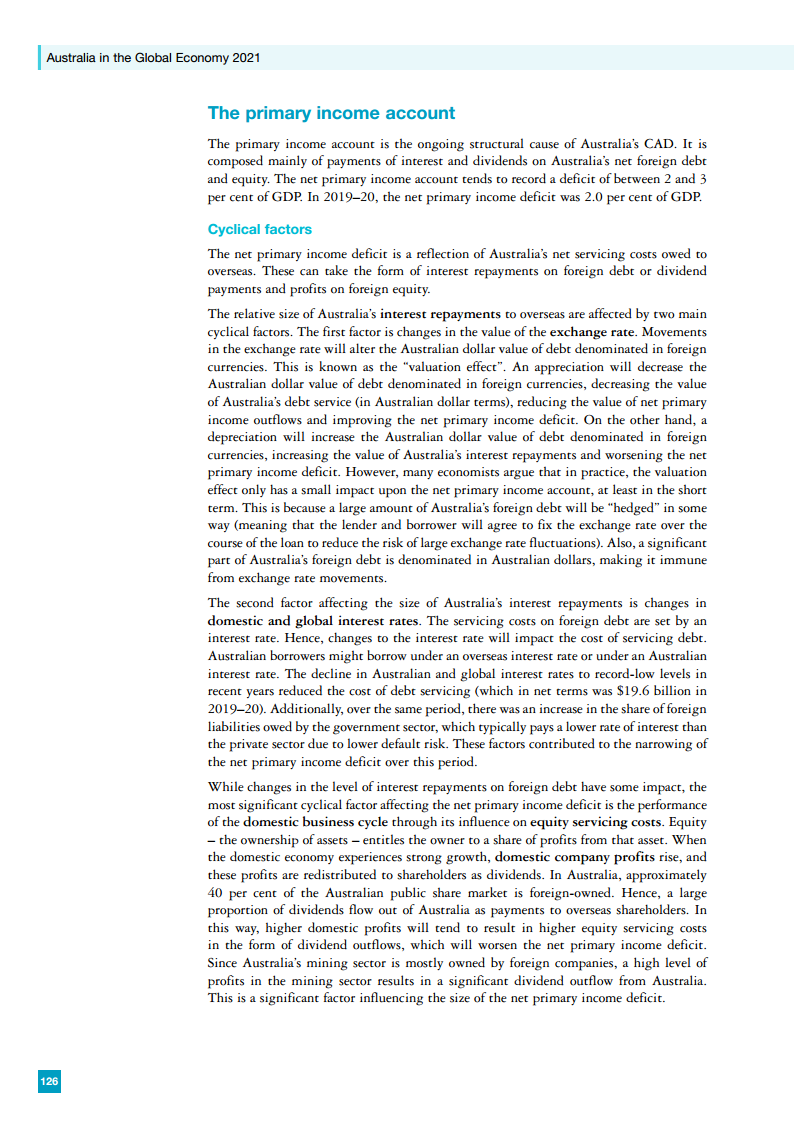 Australia in the Global Economy 2021
The primary income account
The primary income account is the ongoing structural cause of Australia’s CAD. It is
composed mainly of payments of interest and dividends on Australia’s net foreign debt
and equity. The net primary income account tends to record a deficit of between 2 and 3
per cent of GDP. In 2019–20, the net primary income deficit was 2.0 per cent of GDP.
Cyclical factors
The net primary income deficit is a reflection of Australia’s net servicing costs owed to
overseas. These can take the form of interest repayments on foreign debt or dividend
payments and profits on foreign equity.
The relative size of Australia’s interest repayments to overseas are affected by two main
cyclical factors. The first factor is changes in the value of the exchange rate. Movements
in the exchange rate will alter the Australian dollar value of debt denominated in foreign
currencies. This is known as the “valuation effect”. An appreciation will decrease the
Australian dollar value of debt denominated in foreign currencies, decreasing the value
of Australia’s debt service (in Australian dollar terms), reducing the value of net primary
income outflows and improving the net primary income deficit. On the other hand, a
depreciation will increase the Australian dollar value of debt denominated in foreign
currencies, increasing the value of Australia’s interest repayments and worsening the net
primary income deficit. However, many economists argue that in practice, the valuation
effect only has a small impact upon the net primary income account, at least in the short
term. This is because a large amount of Australia’s foreign debt will be “hedged” in some
way (meaning that the lender and borrower will agree to fix the exchange rate over the
course of the loan to reduce the risk of large exchange rate fluctuations). Also, a significant
part of Australia’s foreign debt is denominated in Australian dollars, making it immune
from exchange rate movements.
The second factor affecting the size of Australia’s interest repayments is changes in
domestic and global interest rates. The servicing costs on foreign debt are set by an
interest rate. Hence, changes to the interest rate will impact the cost of servicing debt.
Australian borrowers might borrow under an overseas interest rate or under an Australian
interest rate. The decline in Australian and global interest rates to record-low levels in
recent years reduced the cost of debt servicing (which in net terms was $19.6 billion in
2019–20). Additionally, over the same period, there was an increase in the share of foreign
liabilities owed by the government sector, which typically pays a lower rate of interest than
the private sector due to lower default risk. These factors contributed to the narrowing of
the net primary income deficit over this period.
While changes in the level of interest repayments on foreign debt have some impact, the
most significant cyclical factor affecting the net primary income deficit is the performance
of the domestic business cycle through its influence on equity servicing costs. Equity
– the ownership of assets – entitles the owner to a share of profits from that asset. When
the domestic economy experiences strong growth, domestic company profits rise, and
these profits are redistributed to shareholders as dividends. In Australia, approximately
40 per cent of the Australian public share market is foreign-owned. Hence, a large
proportion of dividends flow out of Australia as payments to overseas shareholders. In
this way, higher domestic profits will tend to result in higher equity servicing costs
in the form of dividend outflows, which will worsen the net primary income deficit.
Since Australia’s mining sector is mostly owned by foreign companies, a high level of
profits in the mining sector results in a significant dividend outflow from Australia.
This is a significant factor influencing the size of the net primary income deficit.
126